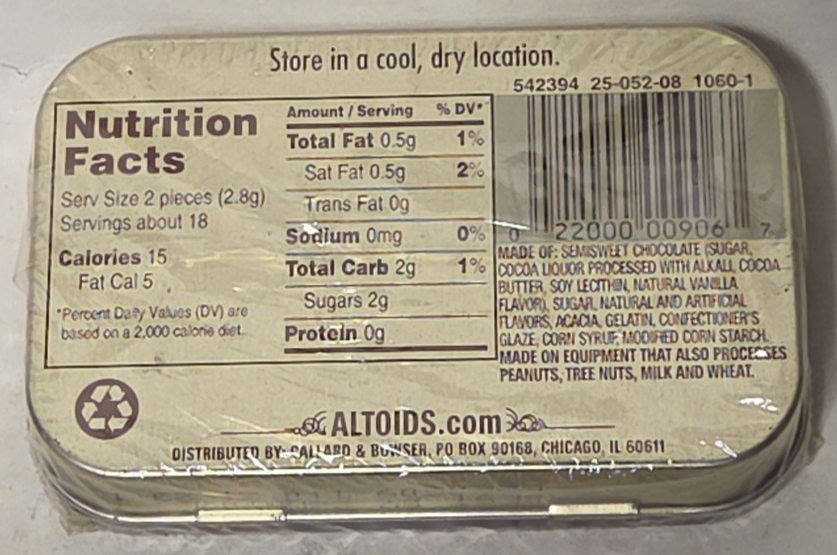 Store in a cool, dry location.
542394 25-052-08 1060-1
Nutrition
Facts
Serv Size 2 pieces (2.8g)
Servings about 18
Calories 15
Fat Cal 5
*Percent Daily Values (DV) are
based on a 2,000 calorie diet.
Amount / Serving % DV*
Total Fat 0.5g 1%
Sat Fat 0.5g 2%
Trans Fat 0g
Sodium 0mg 0%
Total Carb 2g 1%
Sugars 2g
Protein 0g
0 22000 00906 7
MADE OF: SEMISWEET CHOCOLATE (SUGAR,
COCOA LIQUOR PROCESSED WITH ALKALI, COCOA
BUTTER, SOY LECITHIN, NATURAL VANILLA
FLAVOR), SUGAR, NATURAL AND ARTIFICIAL
FLAVORS, ACACIA, GELATIN, CONFECTIONER'S
GLAZE, CORN SYRUP, MODIFIED CORN STARCH.
MADE ON EQUIPMENT THAT ALSO PROCESSES
PEANUTS, TREE NUTS, MILK AND WHEAT.
ALTOIDS.com
DISTRIBUTED BY: CALLARD & BOWSER, PO BOX 90168, CHICAGO, IL 60611